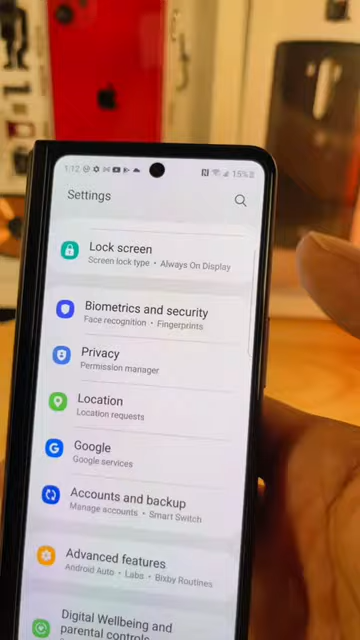 1:12
15%
Settings
Lock screen
Screen lock type • Always On Display
Biometrics and security
Face recognition • Fingerprints
Privacy
Permission manager
Location
Location requests
Google
Google services
Accounts and backup
Manage accounts • Smart Switch
Advanced features
Android Auto • Labs • Bixby Routines
Digital Wellbeing and
parental controls